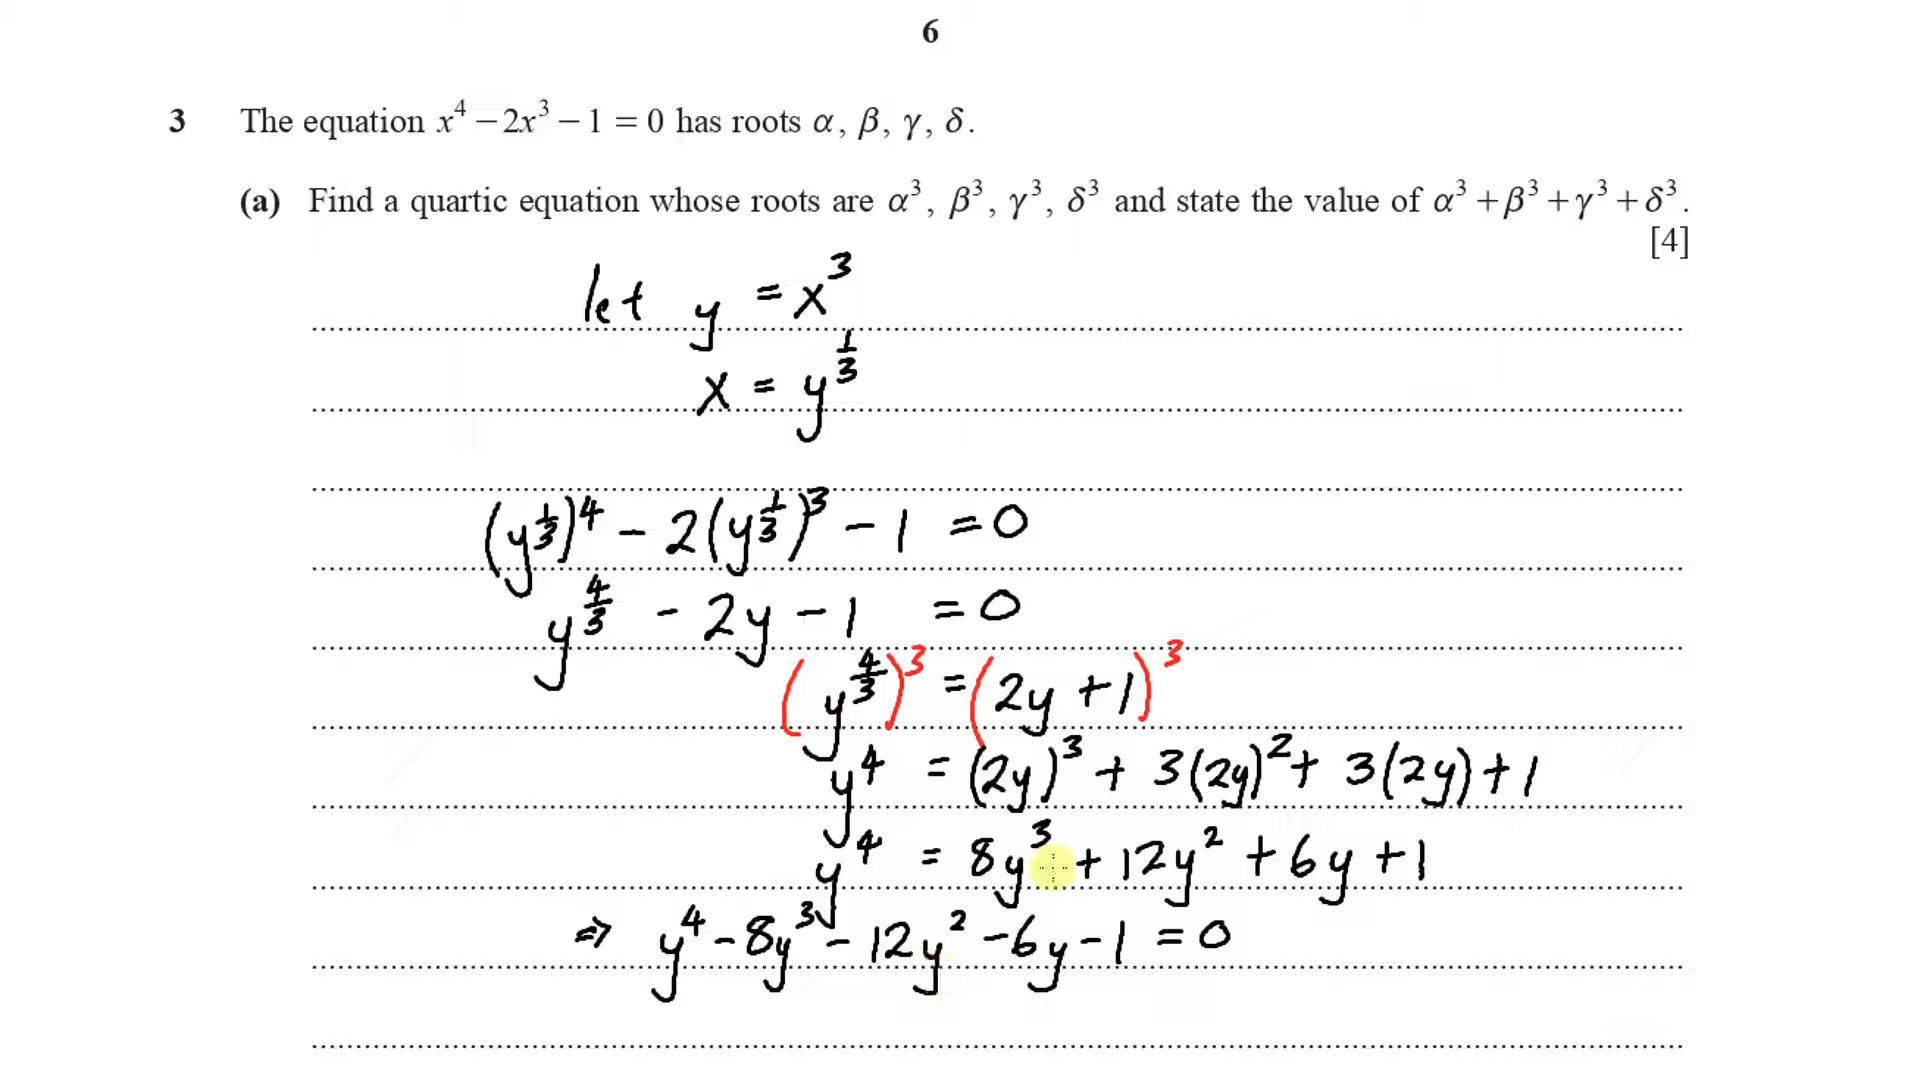 6
3 The equation x⁴ − 2x³ − 1 = 0 has roots α, β, γ, δ.
(a) Find a quartic equation whose roots are α³, β³, γ³, δ³ and state the value of α³ + β³ + γ³ + δ³.
[4]
let y = x³
x = y^(1/3)
(y^(1/3))⁴ − 2(y^(1/3))³ − 1 = 0
y^(4/3) − 2y − 1 = 0
(y^(4/3))³ = (2y + 1)³
y⁴ = (2y)³ + 3(2y)² + 3(2y) + 1
y⁴ = 8y³ + 12y² + 6y + 1
⇒ y⁴ − 8y³ − 12y² − 6y − 1 = 0